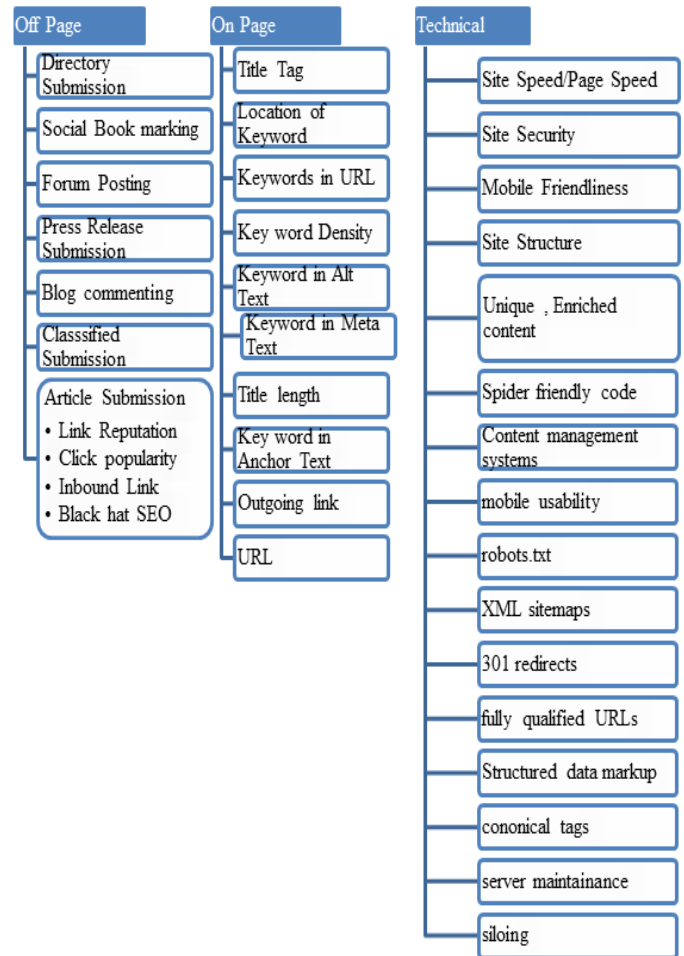 Off Page
Directory
Submission
Social Book marking
Forum Posting
Press Release
Submission
Blog commenting
Classsified
Submission
Article Submission
• Link Reputation
• Click popularity
• Inbound Link
• Black hat SEO
On Page
Title Tag
Location of
Keyword
Keywords in URL
Key word Density
Keyword in Alt
Text
Keyword in Meta
Text
Title length
Key word in
Anchor Text
Outgoing link
URL
Technical
Site Speed/Page Speed
Site Security
Mobile Friendliness
Site Structure
Unique , Enriched
content
Spider friendly code
Content management
systems
mobile usability
robots.txt
XML sitemaps
301 redirects
fully qualified URLs
Structured data markup
cononical tags
server maintainance
siloing